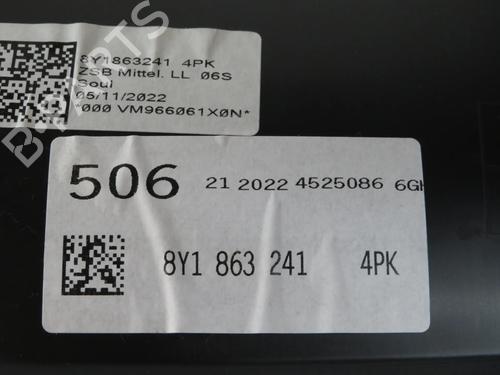 8Y1863241 4PK
ZSB Mittel. LL 06S
Soul
05/11/2022
*000 VM966061X0N*
506 21 2022 4525086 6GH
8Y1 863 241 4PK